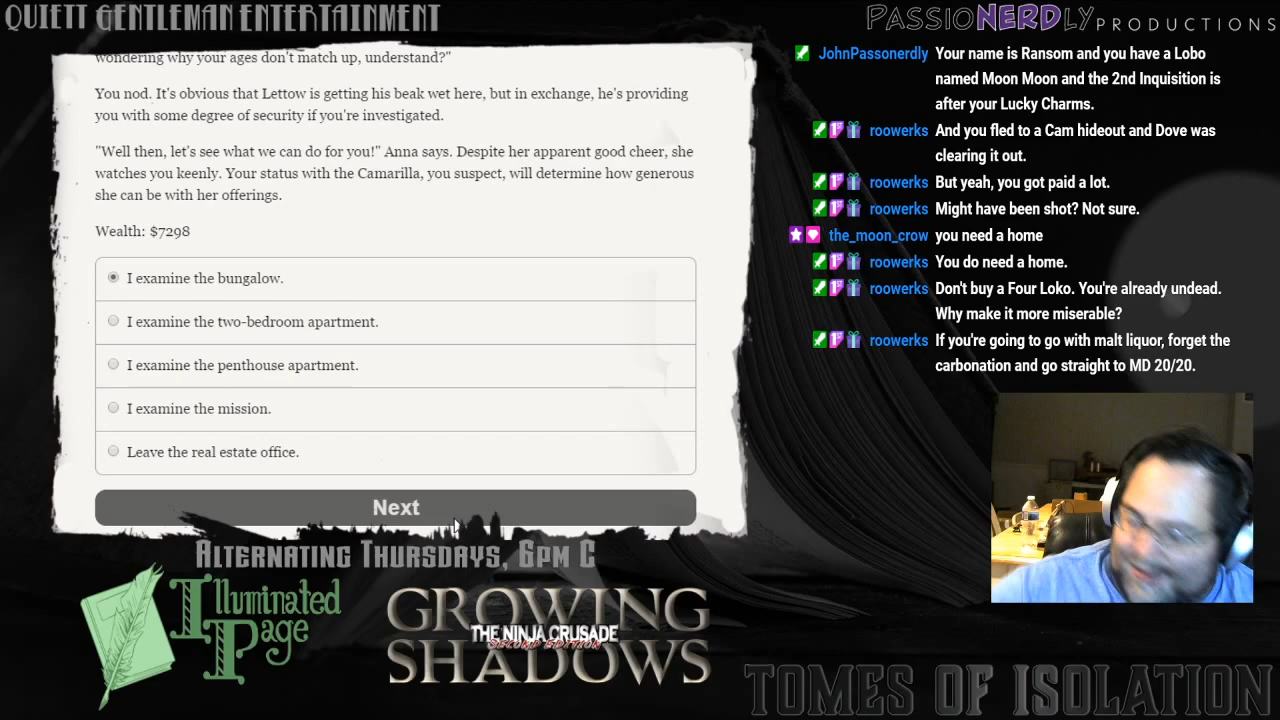 QUIETT GENTLEMAN ENTERTAINMENT
PASSIONERDLY PRODUCTIONS
wondering why your ages don't match up, understand?"
You nod. It's obvious that Lettow is getting his beak wet here, but in exchange, he's providing
you with some degree of security if you're investigated.
"Well then, let's see what we can do for you!" Anna says. Despite her apparent good cheer, she
watches you keenly. Your status with the Camarilla, you suspect, will determine how generous
she can be with her offerings.
Wealth: $7298
I examine the bungalow.
I examine the two-bedroom apartment.
I examine the penthouse apartment.
I examine the mission.
Leave the real estate office.
Next
JohnPassonerdly Your name is Ransom and you have a Lobo
named Moon Moon and the 2nd Inquisition is
after your Lucky Charms.
roowerks And you fled to a Cam hideout and Dove was
clearing it out.
roowerks But yeah, you got paid a lot.
roowerks Might have been shot? Not sure.
the_moon_crow you need a home
roowerks You do need a home.
roowerks Don't buy a Four Loko. You're already undead.
Why make it more miserable?
roowerks If you're going to go with malt liquor, forget the
carbonation and go straight to MD 20/20.
ALTERNATING THURSDAYS, 6PM C
Illuminated
Page
GROWING
THE NINJA CRUSADE
SECOND EDITION
SHADOWS
TOMES OF ISOLATION